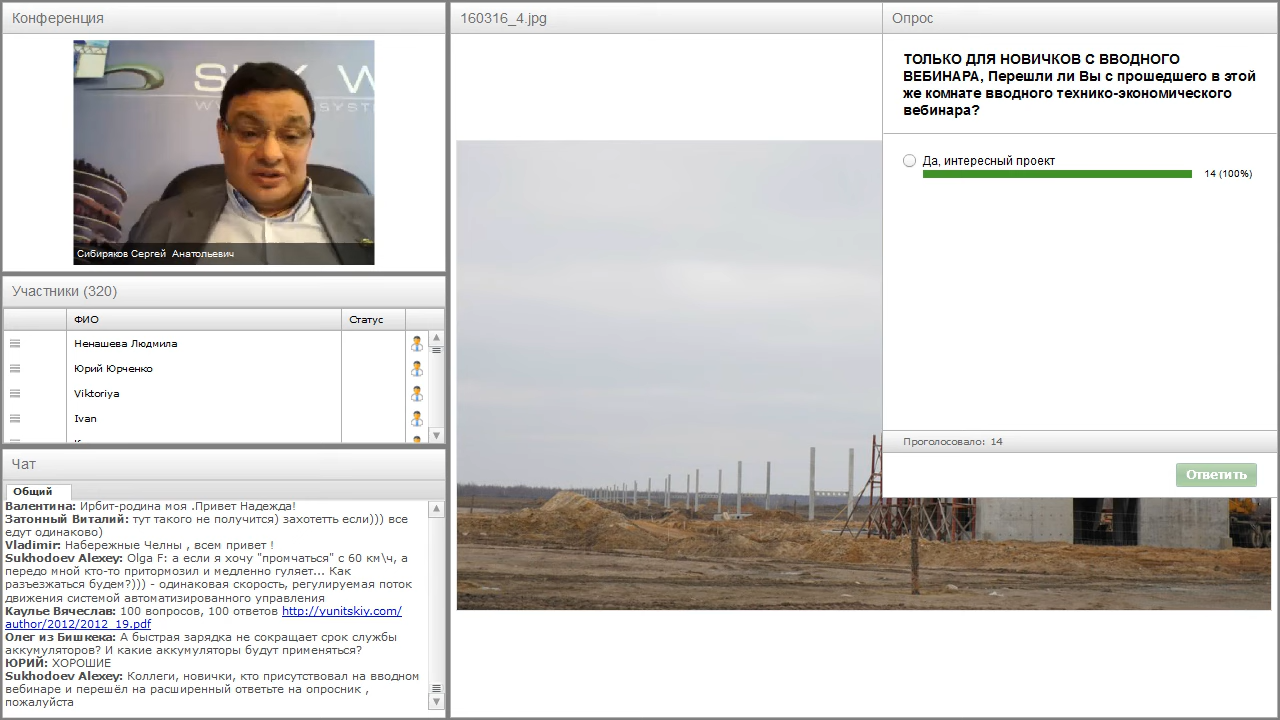 Конференция
Сибиряков Сергей Анатольевич
Участники (320)
ФИО
Статус
Ненашева Людмила
Юрий Юрченко
Viktoriya
Ivan
Чат
Общий
Валентина: Ирбит-родина моя .Привет Надежда!
Затонный Виталий: тут такого не получится) захотетть если))) все
едут одинаково)
Vladimir: Набережные Челны , всем привет !
Sukhodoev Alexey: Olga F: а если я хочу "промчаться" с 60 км\ч, а
передо мной кто-то притормозил и медленно гуляет... Как
разъезжаться будем?))) - одинаковая скорость, регулируемая поток
движения системой автоматизированного управления
Каулье Вячеслав: 100 вопросов, 100 ответов http://yunitskiy.com/
author/2012/2012_19.pdf
Олег из Бишкека: А быстрая зарядка не сокращает срок службы
аккумуляторов? И какие аккумуляторы будут применяться?
ЮРИЙ: ХОРОШИЕ
Sukhodoev Alexey: Коллеги, новички, кто присутствовал на вводном
вебинаре и перешёл на расширенный ответьте на опросник ,
пожалуйста
160316_4.jpg
Опрос
ТОЛЬКО ДЛЯ НОВИЧКОВ С ВВОДНОГО
ВЕБИНАРА, Перешли ли Вы с прошедшего в этой
же комнате вводного технико-экономического
вебинара?
Да, интересный проект
14 (100%)
Проголосовало: 14
Ответить